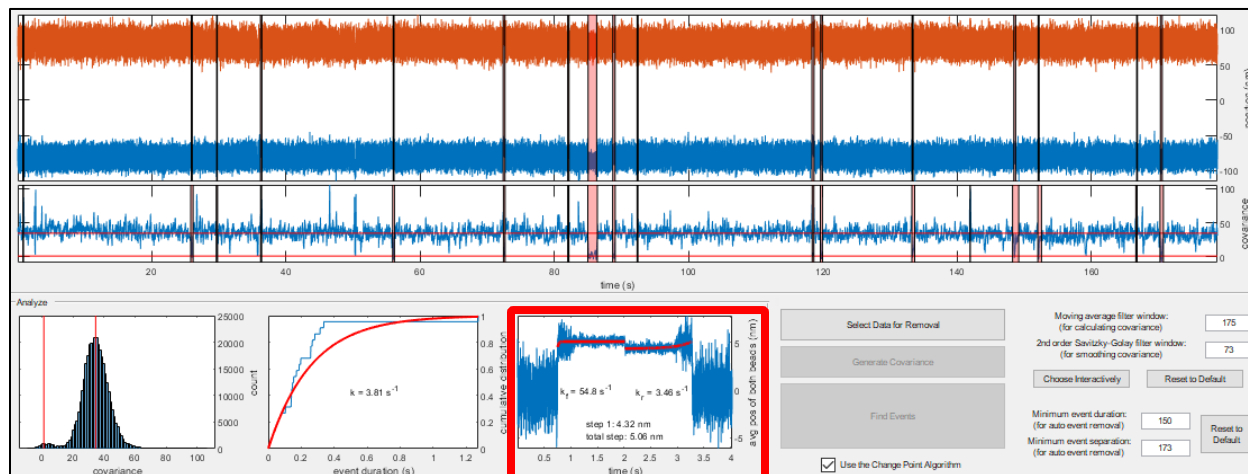 100
50
0
-50
-100
100
50
0
covariance
20 40 60 80 100 120 140 160
time (s)
Analyze
25000
20000
15000
10000
5000
0
count
0 20 40 60 80 100
covariance
1
0.8
0.6
0.4
0.2
0
cumulative distribution
k = 3.81 s-1
0 0.2 0.4 0.6 0.8 1 1.2
event duration (s)
5
0
-5
avg pos of both beads (nm)
kf = 54.8 s-1 kr = 3.46 s-1
step 1: 4.32 nm
total step: 5.06 nm
0.5 1 1.5 2 2.5 3 3.5 4
time (s)
Select Data for Removal
Generate Covariance
Find Events
Use the Change Point Algorithm
Moving average filter window:
(for calculating covariance)
175
2nd order Savitzky-Golay filter window:
(for smoothing covariance)
73
Choose Interactively Reset to Default
Minimum event duration:
(for auto event removal)
150
Minimum event separation:
(for auto event removal)
173
Reset to
Default